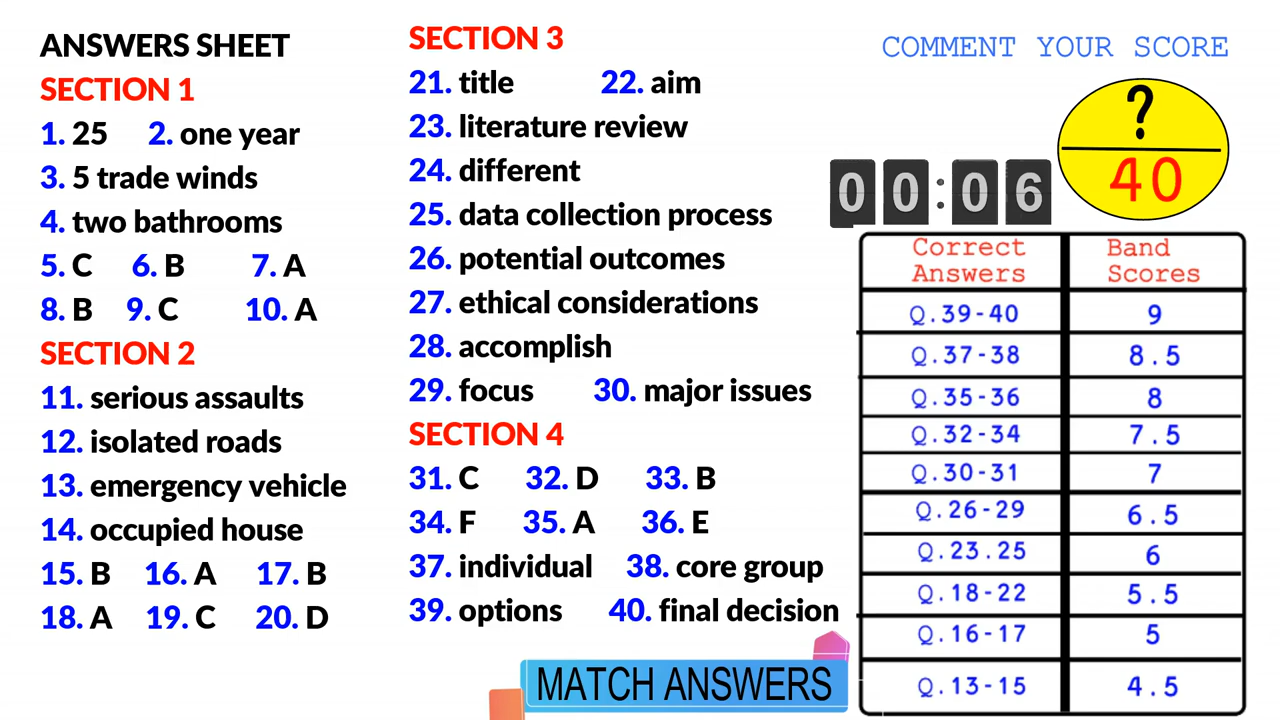 ANSWERS SHEET
SECTION 1
1. 25 2. one year
3. 5 trade winds
4. two bathrooms
5. C 6. B 7. A
8. B 9. C 10. A
SECTION 2
11. serious assaults
12. isolated roads
13. emergency vehicle
14. occupied house
15. B 16. A 17. B
18. A 19. C 20. D
SECTION 3
21. title 22. aim
23. literature review
24. different
25. data collection process
26. potential outcomes
27. ethical considerations
28. accomplish
29. focus 30. major issues
SECTION 4
31. C 32. D 33. B
34. F 35. A 36. E
37. individual 38. core group
39. options 40. final decision
MATCH ANSWERS
COMMENT YOUR SCORE
?
40
00:06
Correct Answers Band Scores
Q.39-40 9
Q.37-38 8.5
Q.35-36 8
Q.32-34 7.5
Q.30-31 7
Q.26-29 6.5
Q.23.25 6
Q.18-22 5.5
Q.16-17 5
Q.13-15 4.5